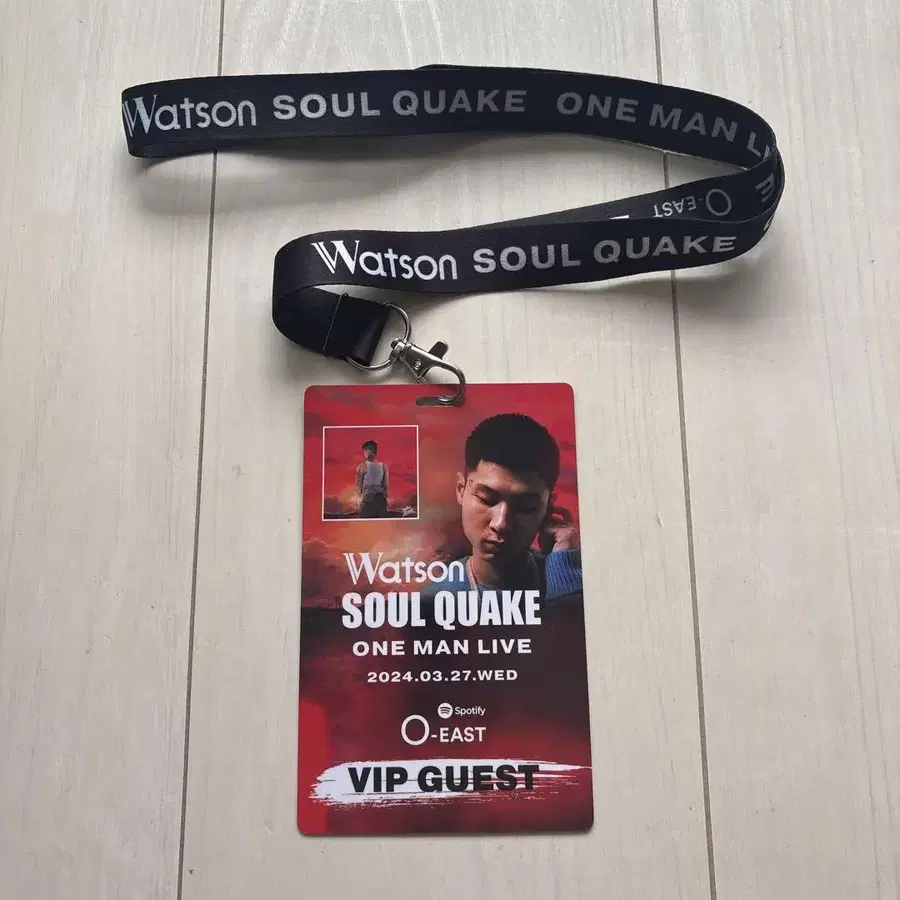 Watson SOUL QUAKE ONE MAN L
O-EAST
Watson SOUL QUAKE
Watson
SOUL QUAKE
ONE MAN LIVE
2024.03.27.WED
Spotify
O-EAST
VIP GUEST